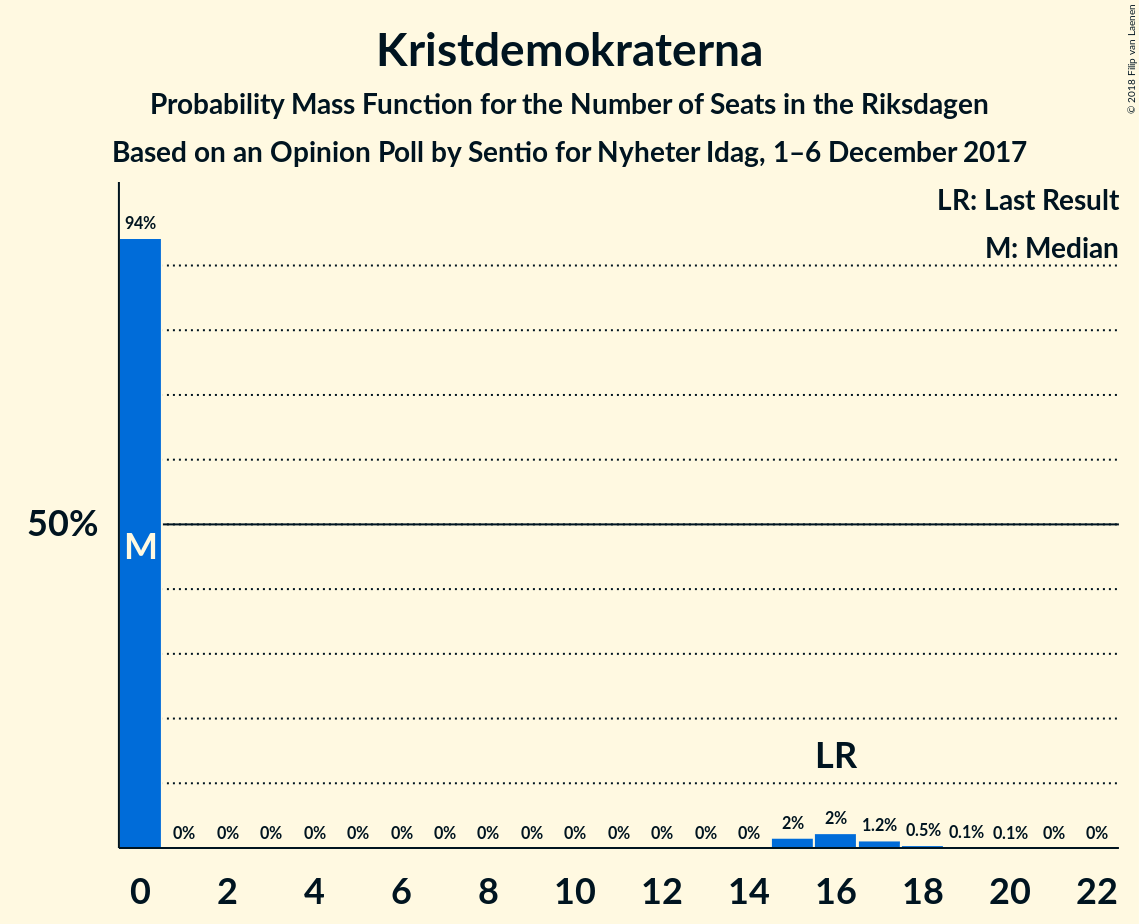 Kristdemokraterna
Probability Mass Function for the Number of Seats in the Riksdagen
Based on an Opinion Poll by Sentio for Nyheter Idag, 1–6 December 2017
© 2018 Filip van Laenen
LR: Last Result
M: Median
94%
50%
M
LR
0% 0% 0% 0% 0% 0% 0% 0% 0% 0% 0% 0% 0% 0% 2% 2% 1.2% 0.5% 0.1% 0.1% 0% 0%
0 2 4 6 8 10 12 14 16 18 20 22